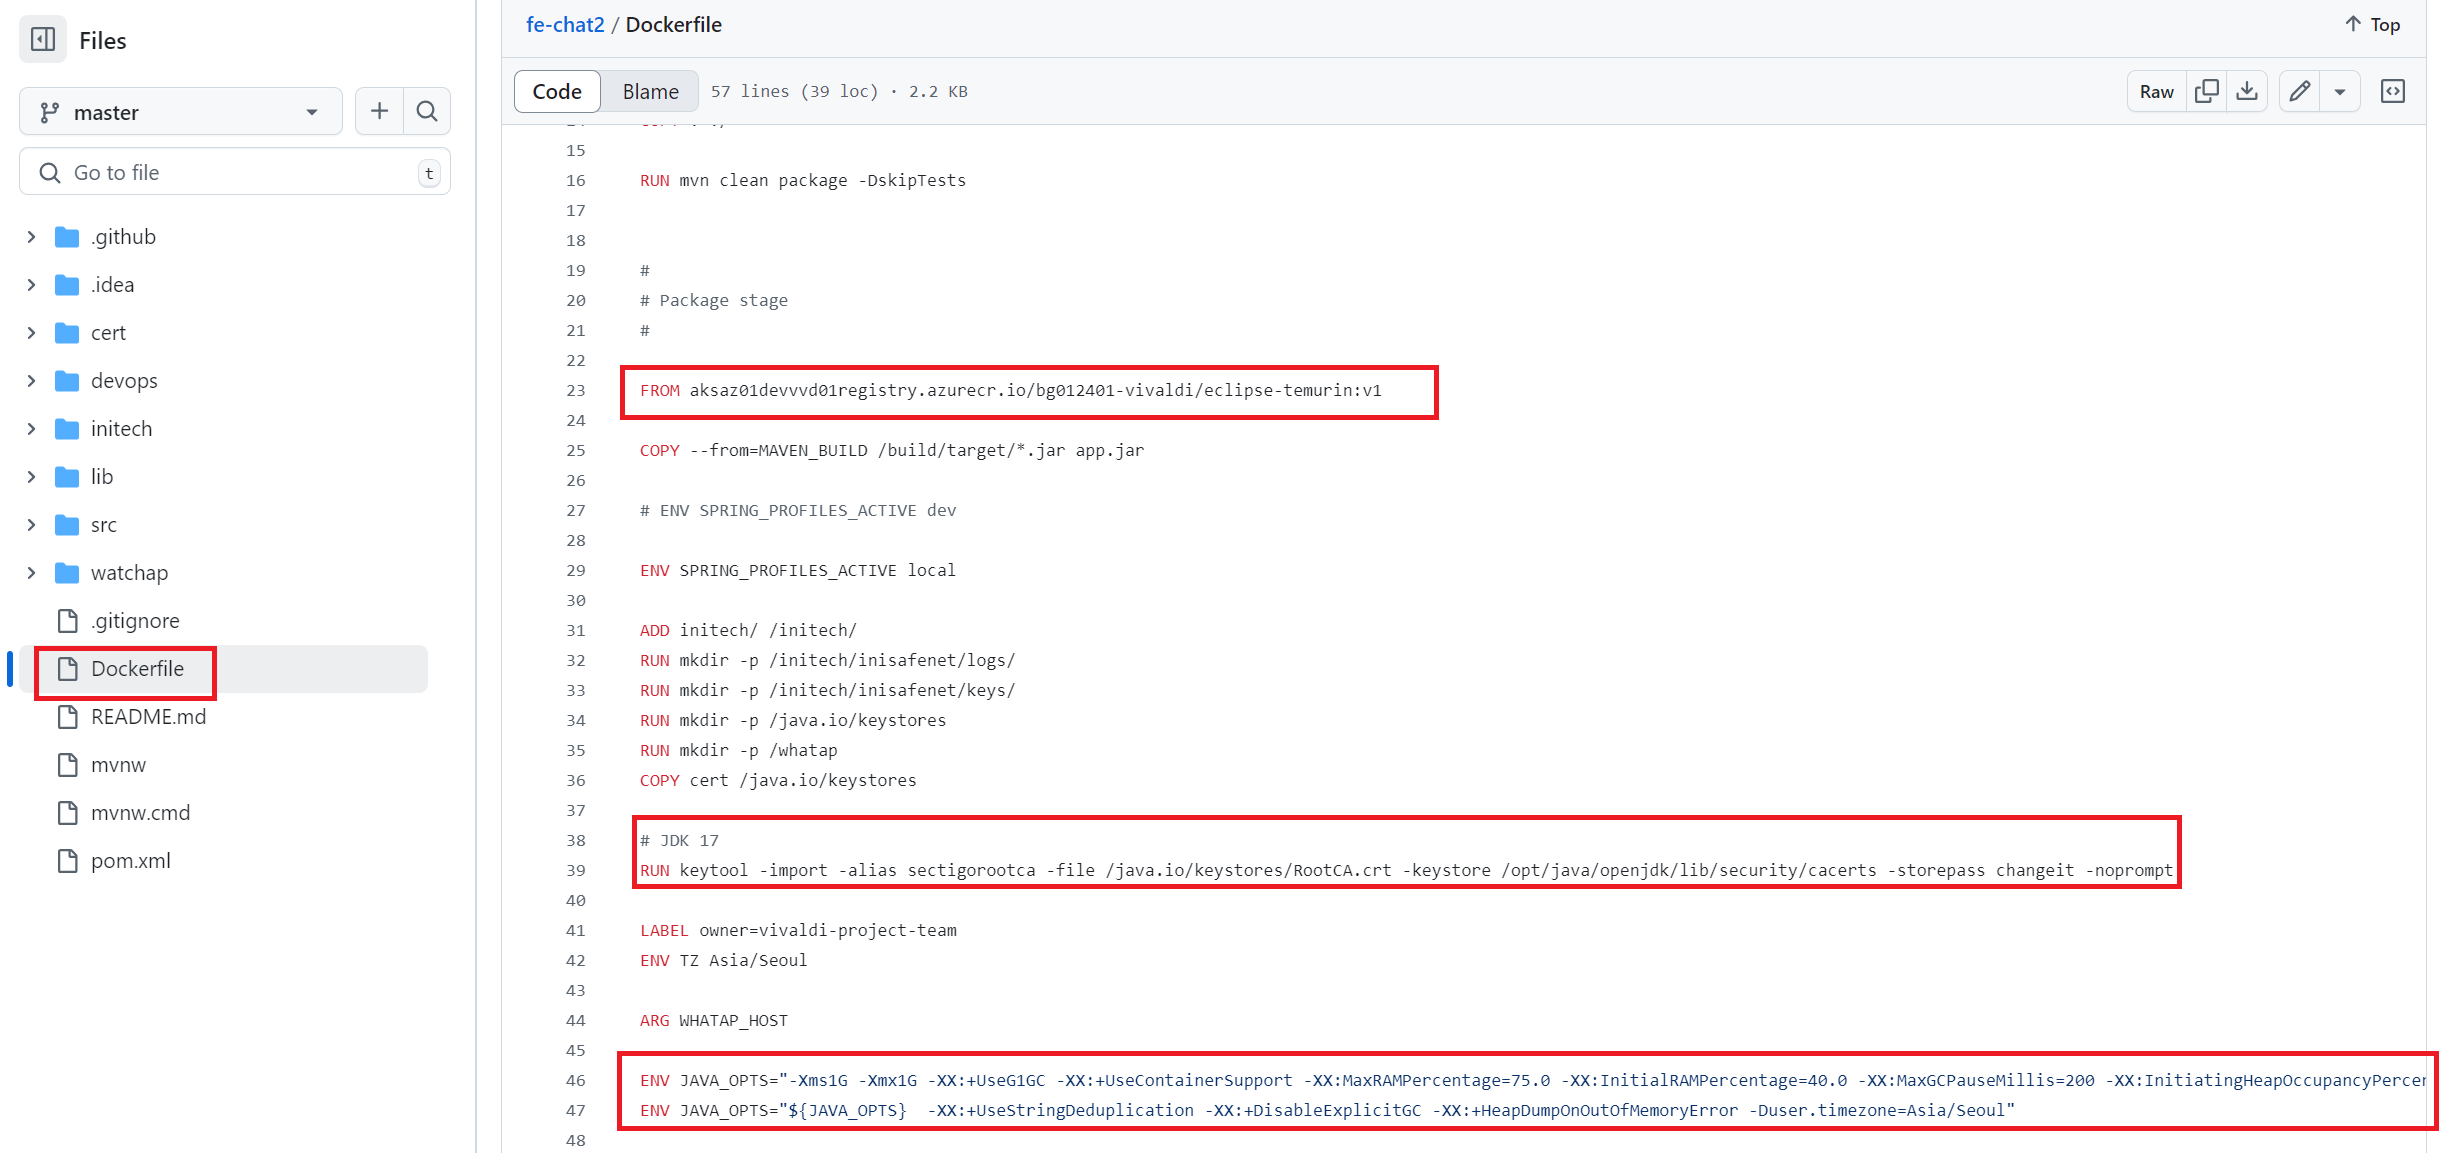 Files
master
Go to file
t
.github
.idea
cert
devops
initech
lib
src
watchap
.gitignore
Dockerfile
README.md
mvnw
mvnw.cmd
pom.xml
fe-chat2 / Dockerfile
Top
Code Blame 57 lines (39 loc) · 2.2 KB
Raw
15
16 RUN mvn clean package -DskipTests
17
18
19 #
20 # Package stage
21 #
22
23 FROM aksaz01devvvd01registry.azurecr.io/bg012401-vivaldi/eclipse-temurin:v1
24
25 COPY --from=MAVEN_BUILD /build/target/*.jar app.jar
26
27 # ENV SPRING_PROFILES_ACTIVE dev
28
29 ENV SPRING_PROFILES_ACTIVE local
30
31 ADD initech/ /initech/
32 RUN mkdir -p /initech/inisafenet/logs/
33 RUN mkdir -p /initech/inisafenet/keys/
34 RUN mkdir -p /java.io/keystores
35 RUN mkdir -p /whatap
36 COPY cert /java.io/keystores
37
38 # JDK 17
39 RUN keytool -import -alias sectigorootca -file /java.io/keystores/RootCA.crt -keystore /opt/java/openjdk/lib/security/cacerts -storepass changeit -noprompt
40
41 LABEL owner=vivaldi-project-team
42 ENV TZ Asia/Seoul
43
44 ARG WHATAP_HOST
45
46 ENV JAVA_OPTS="-Xms1G -Xmx1G -XX:+UseG1GC -XX:+UseContainerSupport -XX:MaxRAMPercentage=75.0 -XX:InitialRAMPercentage=40.0 -XX:MaxGCPauseMillis=200 -XX:InitiatingHeapOccupancyPercen
47 ENV JAVA_OPTS="${JAVA_OPTS}  -XX:+UseStringDeduplication -XX:+DisableExplicitGC -XX:+HeapDumpOnOutOfMemoryError -Duser.timezone=Asia/Seoul"
48